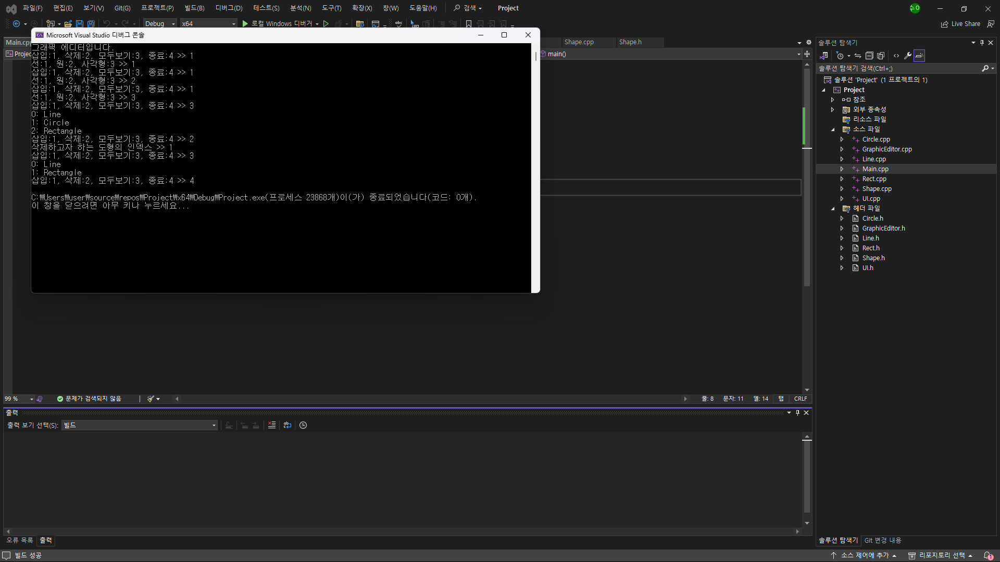 파일(F) 편집(E) 보기(V) Git(G) 프로젝트(P) 빌드(B) 디버그(D) 테스트(S) 분석(N) 도구(T) 확장(X) 창(W) 도움말(H) 검색 Project
Debug x64 로컬 Windows 디버거 Live Share
Main.cp
Shape.cpp Shape.h
main()
Microsoft Visual Studio 디버그 콘솔
그래픽 에디터입니다.
삽입:1, 삭제:2, 모두보기:3, 종료:4 >> 1
선:1, 원:2, 사각형:3 >> 1
삽입:1, 삭제:2, 모두보기:3, 종료:4 >> 1
선:1, 원:2, 사각형:3 >> 2
삽입:1, 삭제:2, 모두보기:3, 종료:4 >> 1
선:1, 원:2, 사각형:3 >> 3
삽입:1, 삭제:2, 모두보기:3, 종료:4 >> 3
0: Line
1: Circle
2: Rectangle
삽입:1, 삭제:2, 모두보기:3, 종료:4 >> 2
삭제하고자 하는 도형의 인덱스 >> 1
삽입:1, 삭제:2, 모두보기:3, 종료:4 >> 3
0: Line
1: Rectangle
삽입:1, 삭제:2, 모두보기:3, 종료:4 >> 4
C:₩Users₩user₩source₩repos₩Project₩x64₩Debug₩Project.exe(프로세스 23868개)이(가) 종료되었습니다(코드: 0개).
이 창을 닫으려면 아무 키나 누르세요...
99 % 문제가 검색되지 않음 줄: 8 문자: 11 열: 14 탭 CRLF
출력
출력 보기 선택(S): 빌드
오류 목록 출력
솔루션 탐색기
솔루션 탐색기 검색(Ctrl+;)
솔루션 'Project' (1 프로젝트의 1)
Project
참조
외부 종속성
리소스 파일
소스 파일
Circle.cpp
GraphicEditor.cpp
Line.cpp
Main.cpp
Rect.cpp
Shape.cpp
UI.cpp
헤더 파일
Circle.h
GraphicEditor.h
Line.h
Rect.h
Shape.h
UI.h
솔루션 탐색기 Git 변경 내용
빌드 성공 소스 제어에 추가 리포지토리 선택 1